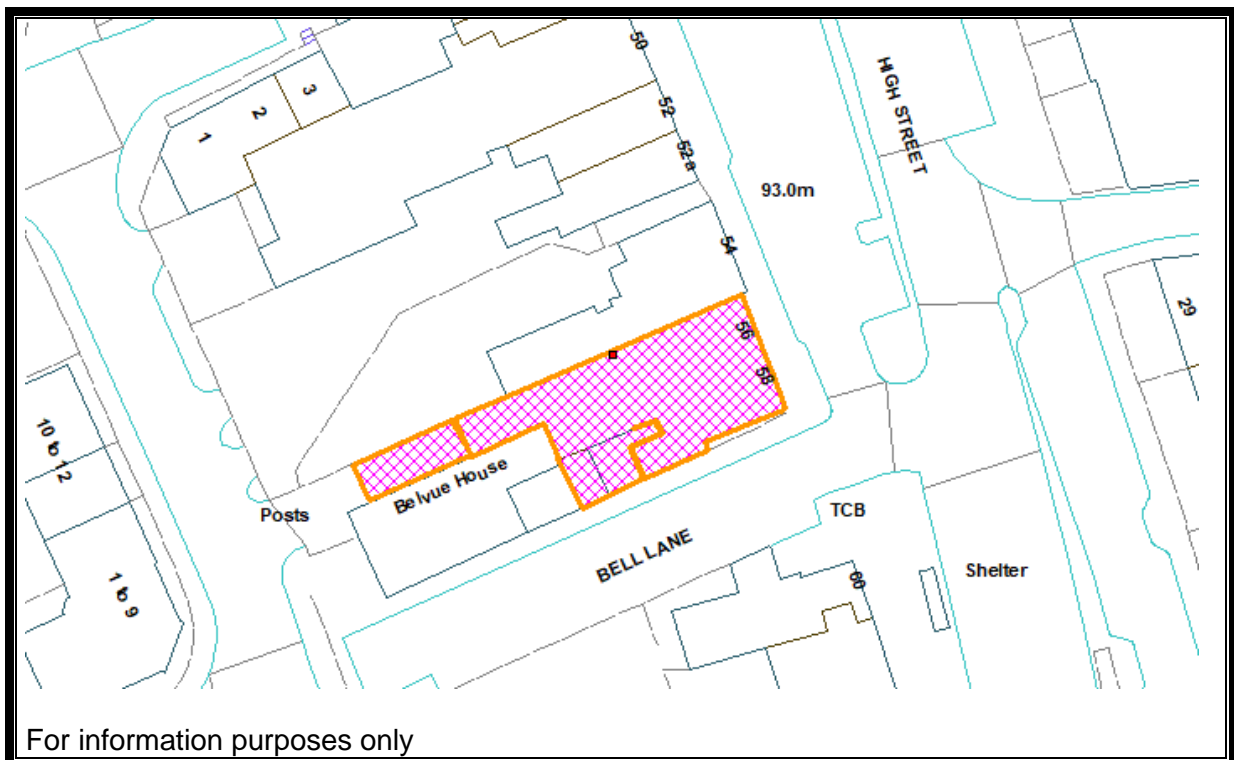 50
HIGH STREET
3
2
1
52
52a
93.0m
54
29
56
58
10 to 12
Belvue House
Posts
TCB
BELL LANE
Shelter
60
1 to 9
For information purposes only